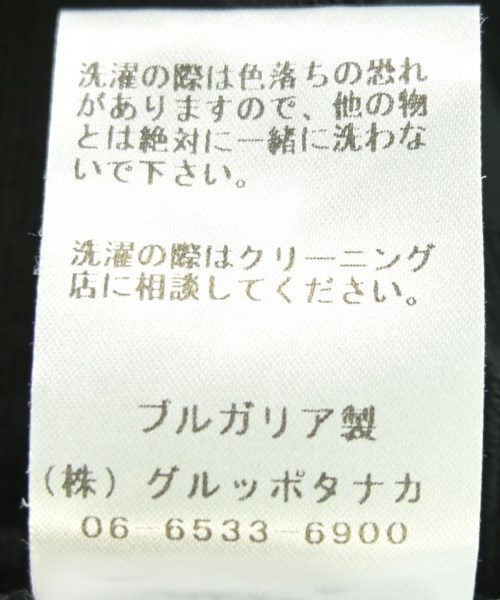 洗濯の際は色落ちの恐れ
がありますので、他の物
とは絶対に一緒に洗わな
いで下さい。
洗濯の際はクリーニング
店に相談してください。
ブルガリア製
(株)グルッポタナカ
06-6533-6900